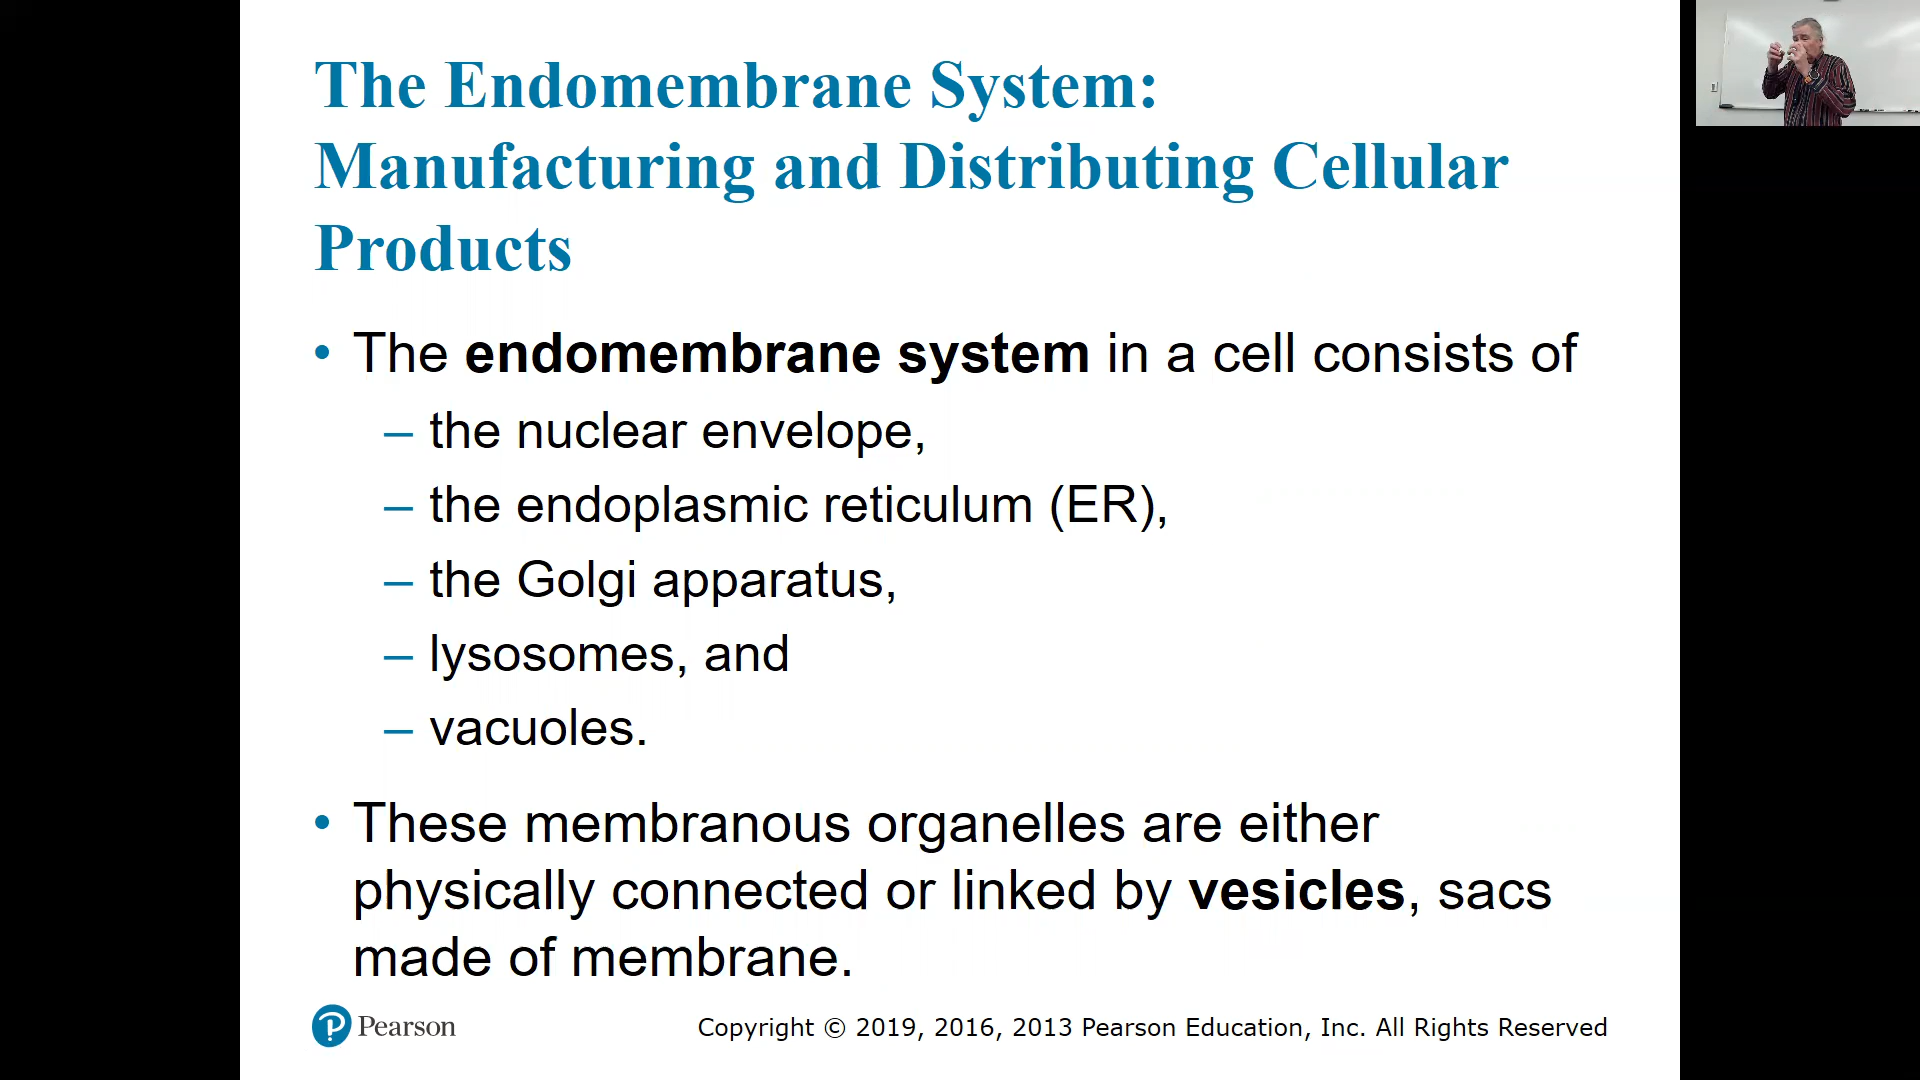 The Endomembrane System:
Manufacturing and Distributing Cellular
Products
• The endomembrane system in a cell consists of
– the nuclear envelope,
– the endoplasmic reticulum (ER),
– the Golgi apparatus,
– lysosomes, and
– vacuoles.
• These membranous organelles are either
physically connected or linked by vesicles, sacs
made of membrane.
Pearson
Copyright © 2019, 2016, 2013 Pearson Education, Inc. All Rights Reserved